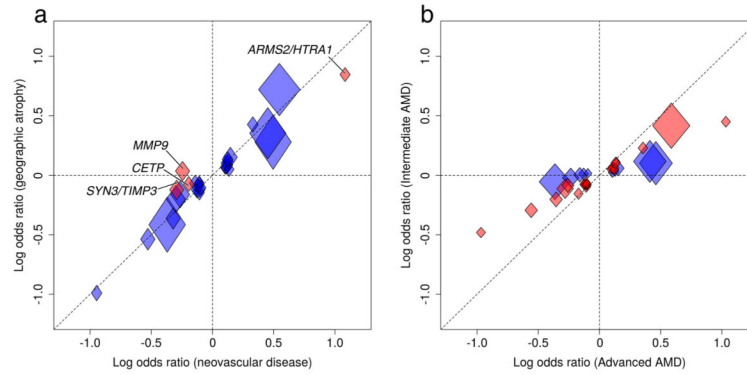 a
b
ARMS2/HTRA1
MMP9
CETP
SYN3/TIMP3
Log odds ratio (geographic atrophy)
1.0
0.5
0
-0.5
-1.0
-1.0
-0.5
0
0.5
1.0
Log odds ratio (neovascular disease)
Log odds ratio (Intermediate AMD)
1.0
0.5
0
-0.5
-1.0
-1.0
-0.5
0
0.5
1.0
Log odds ratio (Advanced AMD)